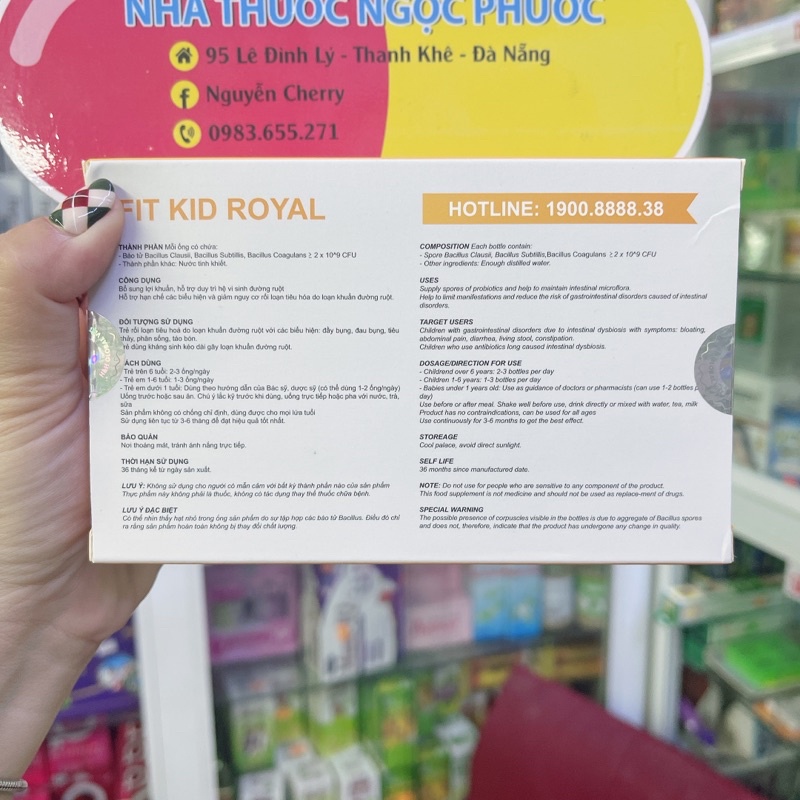 NHÀ THUỐC NGỌC PHƯỚC
95 Lê Đình Lý - Thanh Khê - Đà Nẵng
Nguyễn Cherry
0983.655.271
FIT KID ROYAL
HOTLINE: 1900.8888.38
THÀNH PHẦN Mỗi ống có chứa:
- Bào tử Bacillus Clausii, Bacillus Subtillis, Bacillus Coagulans ≥ 2 x 10^9 CFU
- Thành phần khác: Nước tinh khiết.
CÔNG DỤNG
Bổ sung lợi khuẩn, hỗ trợ duy trì hệ vi sinh đường ruột
Hỗ trợ hạn chế các biểu hiện và giảm nguy cơ rối loạn tiêu hóa do loạn khuẩn đường ruột.
ĐỐI TƯỢNG SỬ DỤNG
Trẻ rối loạn tiêu hoá do loạn khuẩn đường ruột với các biểu hiện: đầy bụng, đau bụng, tiêu
chảy, phân sống, táo bón.
Trẻ dùng kháng sinh kéo dài gây loạn khuẩn đường ruột.
CÁCH DÙNG
- Trẻ trên 6 tuổi: 2-3 ống/ngày
- Trẻ em 1-6 tuổi: 1-3 ống/ngày
- Trẻ em dưới 1 tuổi: Dùng theo hướng dẫn của Bác sỹ, dược sỹ (có thể dùng 1-2 ống/ngày)
Uống trước hoặc sau ăn. Chú ý lắc kỹ trước khi dùng, uống trực tiếp hoặc pha với nước, trà,
sữa
Sản phẩm không có chống chỉ định, dùng được cho mọi lứa tuổi
Sử dụng liên tục từ 3-6 tháng để đạt hiệu quả tốt nhất.
BẢO QUẢN
Nơi thoáng mát, tránh ánh nắng trực tiếp.
THỜI HẠN SỬ DỤNG
36 tháng kể từ ngày sản xuất.
LƯU Ý: Không sử dụng cho người có mẫn cảm với bất kỳ thành phần nào của sản phẩm
Thực phẩm này không phải là thuốc, không có tác dụng thay thế thuốc chữa bệnh.
LƯU Ý ĐẶC BIỆT
Có thể nhìn thấy hạt nhỏ trong ống sản phẩm do sự tập hợp các bào tử Bacillus. Điều đó chỉ
ra rằng sản phẩm hoàn toàn không bị thay đổi chất lượng.
COMPOSITION Each bottle contain:
- Spore Bacillus Clausii, Bacillus Subtillis,Bacillus Coagulans ≥ 2 x 10^9 CFU
- Other ingredients: Enough distilled water.
USES
Supply spores of probiotics and help to maintain intestinal microflora.
Help to limit manifestations and reduce the risk of gastrointestinal disorders caused of intestinal
disorders.
TARGET USERS
Children with gastrointestinal disorders due to intestinal dysbiosis with symptoms: bloating,
abdominal pain, diarrhea, living stool, constipation.
Children who use antibiotics long caused intestinal dysbiosis.
DOSAGE/DIRECTION FOR USE
- Childrend over 6 years: 2-3 bottles per day
- Children 1-6 years: 1-3 bottles per day
- Babies under 1 years old: Use as guidance of doctors or pharmacists (can use 1-2 bottles
day)
Use before or after meal. Shake well before use, drink directly or mixed with water, tea, milk
Product has no contraindications, can be used for all ages
Use continuously for 3-6 months to get the best effect.
STOREAGE
Cool palace, avoid direct sunlight.
SELF LIFE
36 months since manufactured date.
NOTE: Do not use for people who are sensitive to any component of the product.
This food supplement is not medicine and should not be used as replace-ment of drugs.
SPECIAL WARNING
The possible presence of corpuscles visible in the bottles is due to aggregate of Bacillus spores
and does not, therefore, indicate that the product has undergone any change in quality.